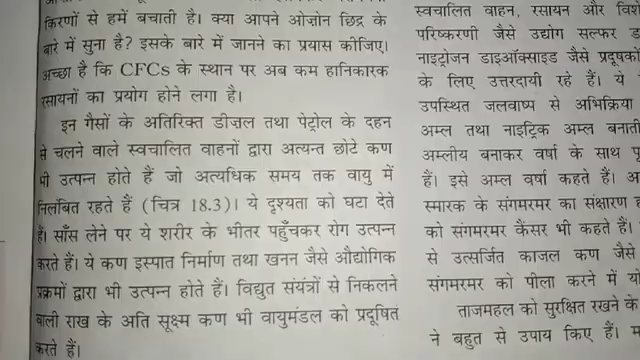 किरणों से हमें बचाती है। क्या आपने ओज़ोन छिद्र के
बारे में सुना है? इसके बारे में जानने का प्रयास कीजिए।
अच्छा है कि CFCs के स्थान पर अब कम हानिकारक
रसायनों का प्रयोग होने लगा है।
इन गैसों के अतिरिक्त डीज़ल तथा पेट्रोल के दहन
से चलने वाले स्वचालित वाहनों द्वारा अत्यन्त छोटे कण
भी उत्पन्न होते हैं जो अत्यधिक समय तक वायु में
निलंबित रहते हैं (चित्र 18.3)। ये दृश्यता को घटा देते
हैं। साँस लेने पर ये शरीर के भीतर पहुँचकर रोग उत्पन्न
करते हैं। ये कण इस्पात निर्माण तथा खनन जैसे औद्योगिक
प्रक्रमों द्वारा भी उत्पन्न होते हैं। विद्युत संयंत्रों से निकलने
वाली राख के अति सूक्ष्म कण भी वायुमंडल को प्रदूषित
करते हैं।
स्वचालित वाहन, रसायन और
परिष्करणी जैसे उद्योग सल्फर
नाइट्रोजन डाइऑक्साइड जैसे
के लिए उत्तरदायी रहे हैं। ये
उपस्थित जलवाष्प से अभिक्रिया
अम्ल तथा नाइट्रिक अम्ल
अम्लीय बनाकर वर्षा के साथ
हैं। इसे अम्ल वर्षा कहते हैं।
स्मारक के संगमरमर का संक्षारण
को संगमरमर कैंसर भी कहते हैं।
से उत्सर्जित काजल कण जैसे
संगमरमर को पीला करने में
ताजमहल को सुरक्षित रखने के
ने बहुत से उपाय किए हैं।